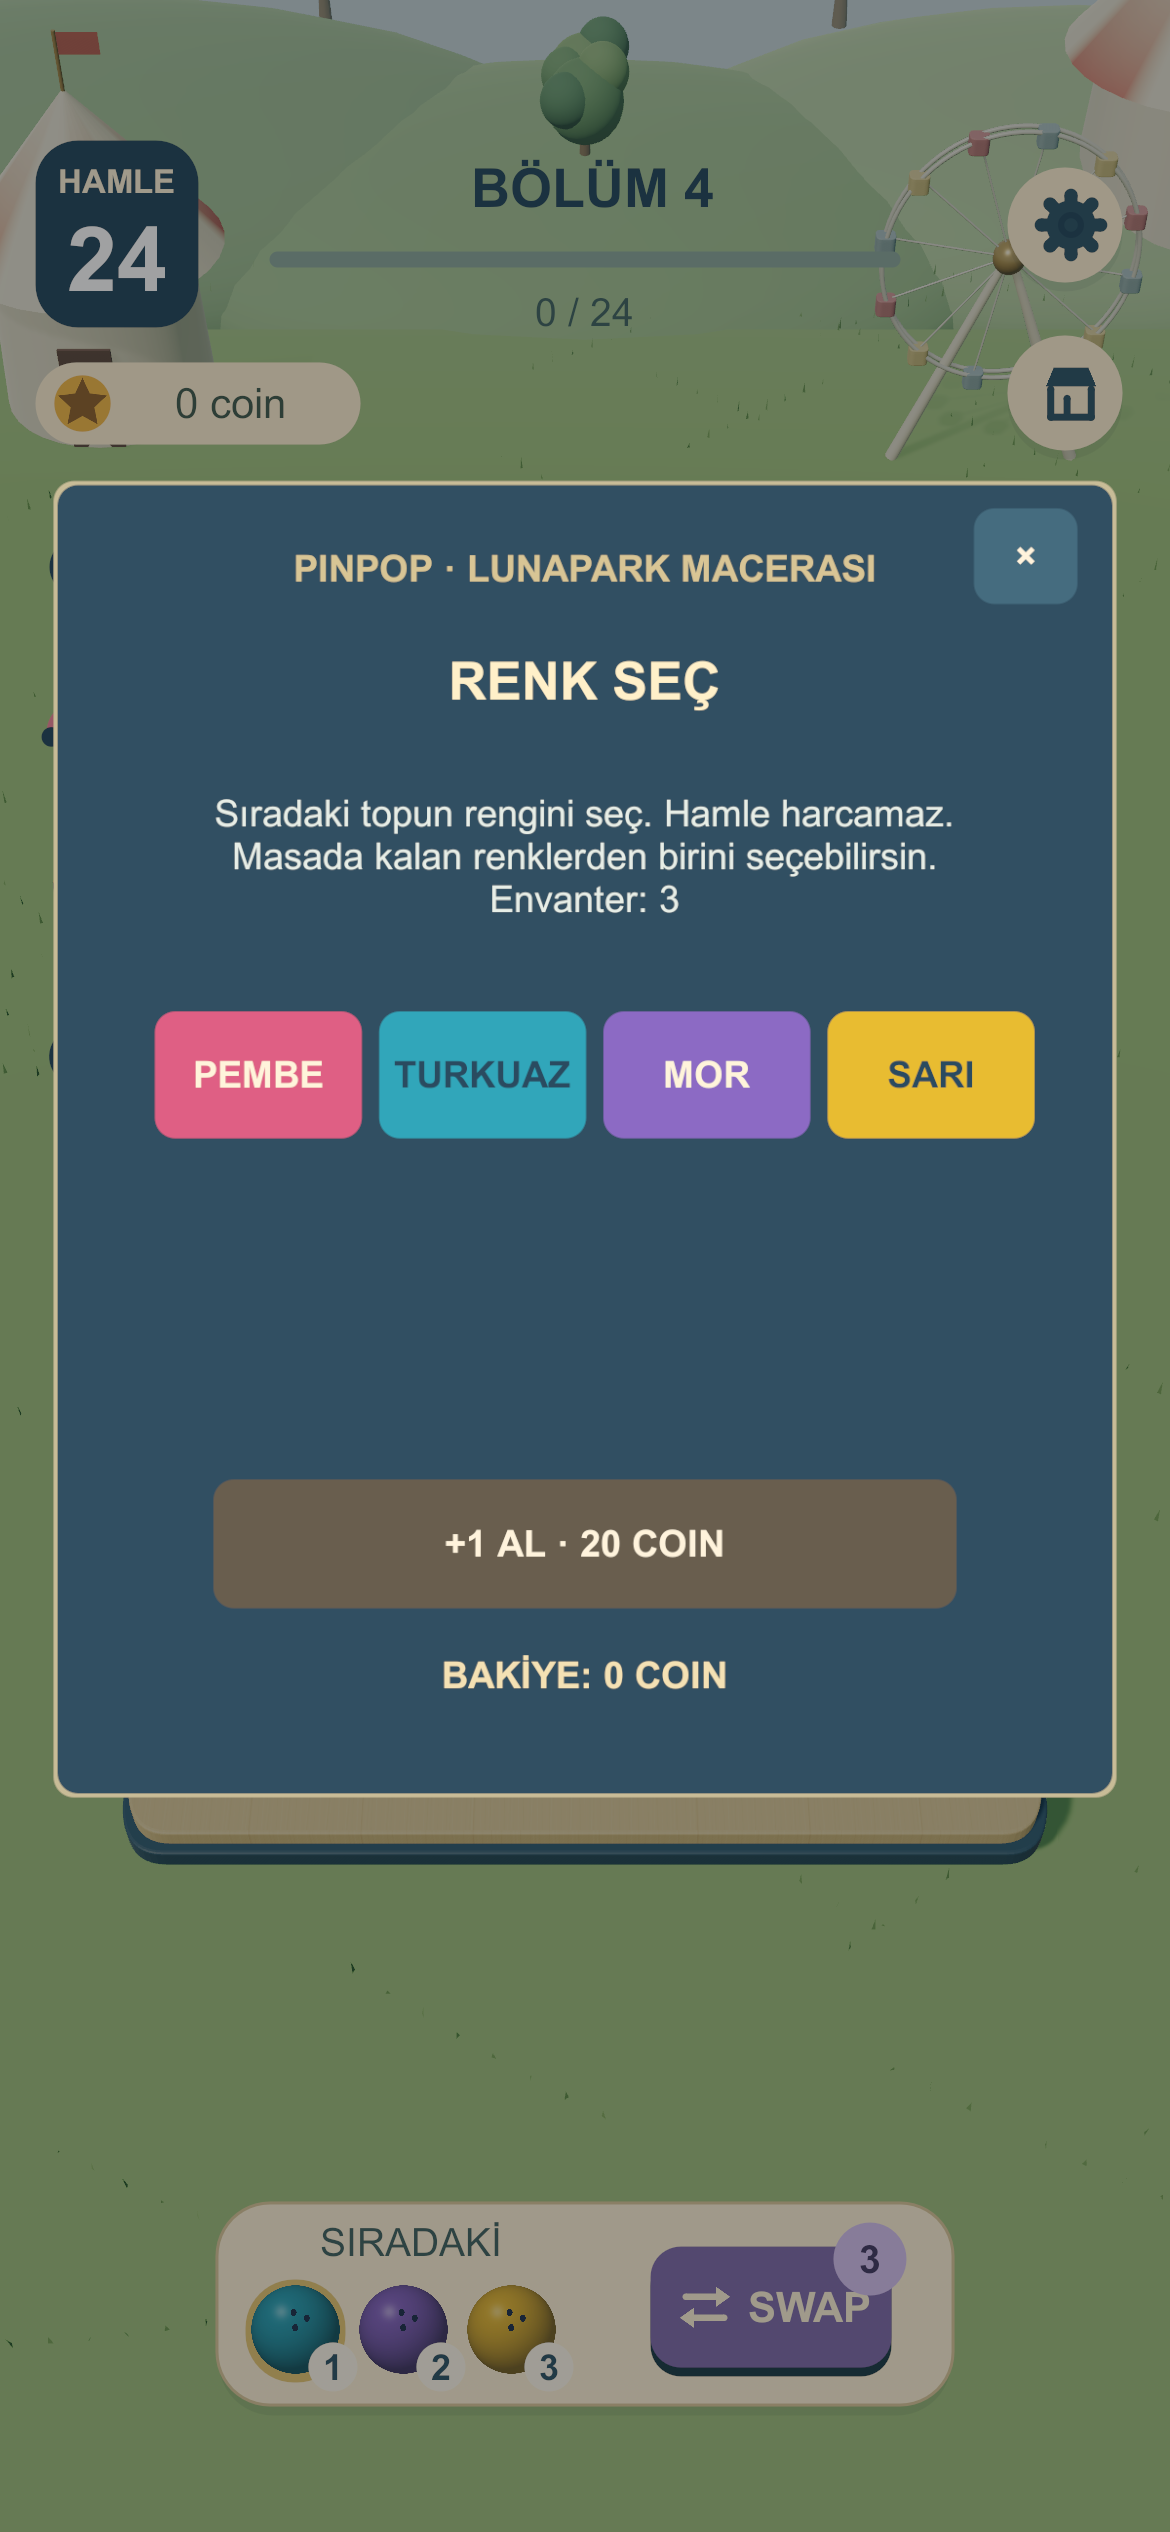 HAMLE
24
BÖLÜM 4
0 / 24
0 coin
PINPOP · LUNAPARK MACERASI
×
RENK SEÇ
Sıradaki topun rengini seç. Hamle harcamaz.
Masada kalan renklerden birini seçebilirsin.
Envanter: 3
PEMBE
TURKUAZ
MOR
SARI
+1 AL · 20 COIN
BAKİYE: 0 COIN
SIRADAKİ
1
2
3
SWAP
3